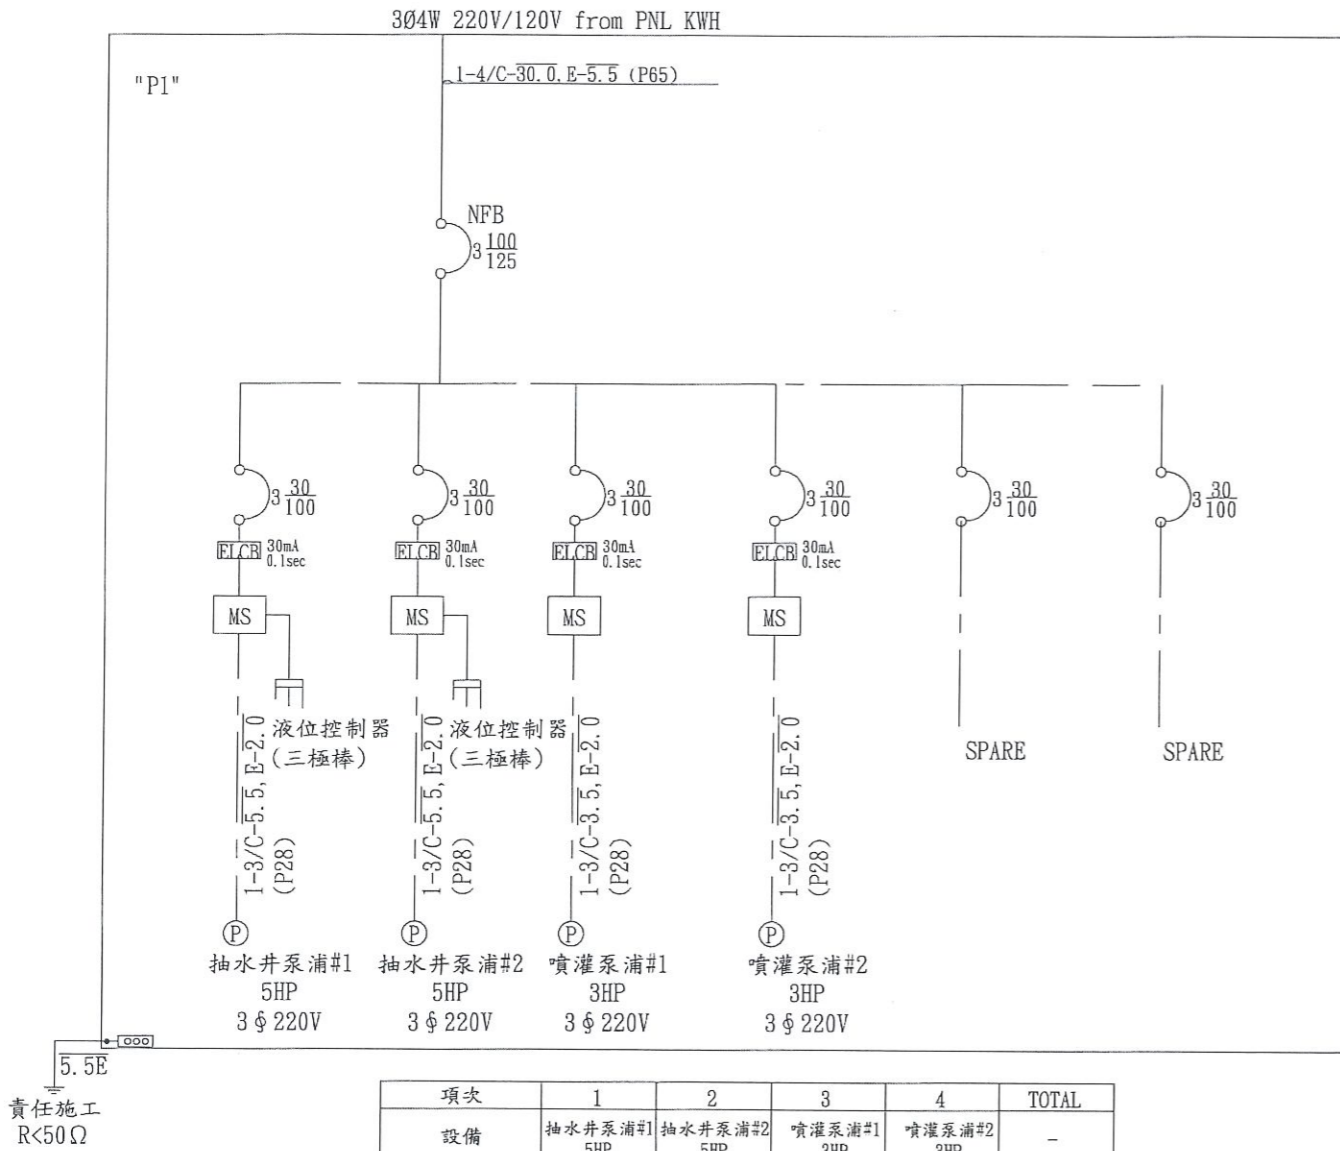 3Ø4W 220V/120V from PNL KWH
"P1"
1-4/C-30.0, E-5.5 (P65)
NFB
3 100
125
3 30
100
3 30
100
3 30
100
3 30
100
3 30
100
3 30
100
ELCB 30mA
0.1sec
ELCB 30mA
0.1sec
ELCB 30mA
0.1sec
ELCB 30mA
0.1sec
MS
MS
MS
MS
液位控制器
(三極棒)
液位控制器
(三極棒)
1-3/C-5.5, E-2.0
(P28)
1-3/C-5.5, E-2.0
(P28)
1-3/C-3.5, E-2.0
(P28)
1-3/C-3.5, E-2.0
(P28)
SPARE
SPARE
P
P
P
P
抽水井泵浦#1
5HP
3∮220V
抽水井泵浦#2
5HP
3∮220V
噴灌泵浦#1
3HP
3∮220V
噴灌泵浦#2
3HP
3∮220V
5.5E
責任施工
R<50Ω
項次 1 2 3 4 TOTAL
設備 抽水井泵浦#1 抽水井泵浦#2 噴灌泵浦#1 噴灌泵浦#2 -
5HP 5HP 3HP 3HP